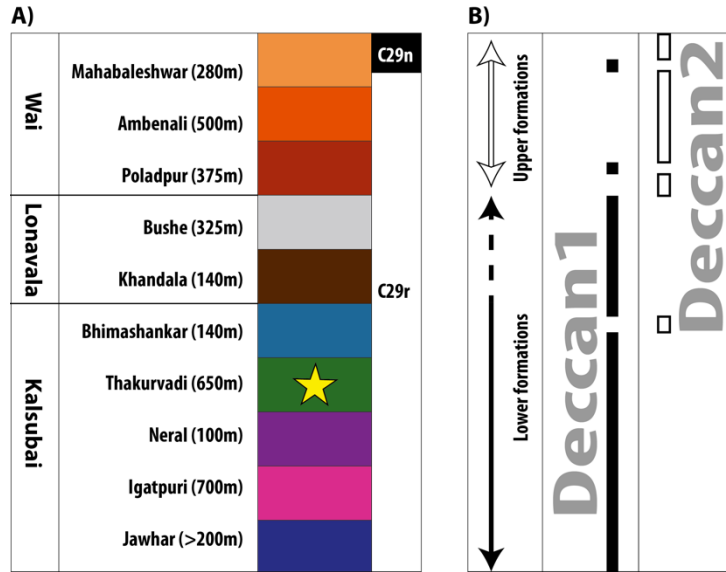 A)
B)
C29n
Wai
Mahabaleshwar (280m)
Ambenali (500m)
Poladpur (375m)
Lonavala
Bushe (325m)
Khandala (140m)
C29r
Kalsubai
Bhimashankar (140m)
Thakurvadi (650m)
Neral (100m)
Igatpuri (700m)
Jawhar (>200m)
Upper formations
Lower formations
Deccan1
Deccan2